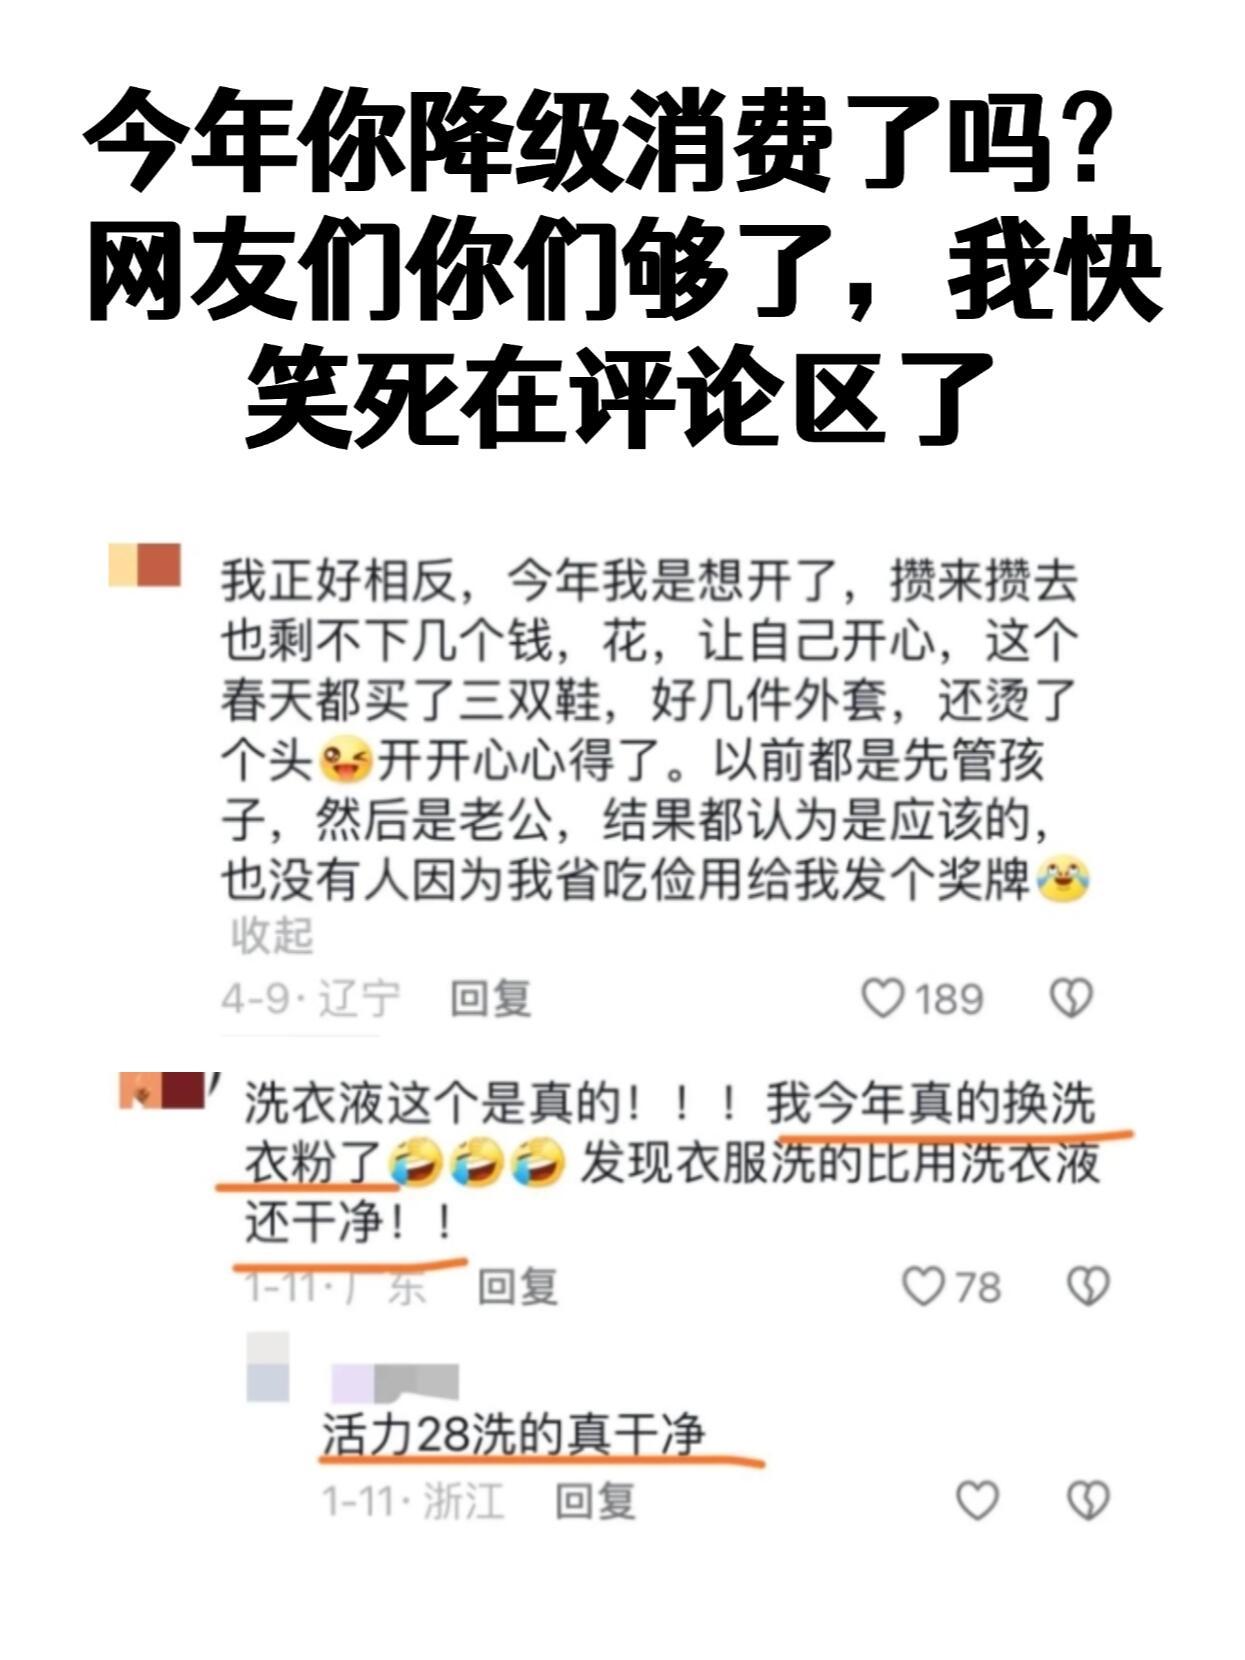 今年你降级消费了吗？
网友们你们够了，我快
笑死在评论区了
我正好相反，今年我是想开了，攒来攒去
也剩不下几个钱，花，让自己开心，这个
春天都买了三双鞋，好几件外套，还烫了
个头😜开开心心得了。以前都是先管孩
子，然后是老公，结果都认为是应该的，
也没有人因为我省吃俭用给我发个奖牌😂
收起
4-9·辽宁 回复 189
洗衣液这个是真的！！！我今年真的换洗
衣粉了🤣🤣🤣发现衣服洗的比用洗衣液
还干净！！
1-11·广东 回复 78
活力28洗的真干净
1-11·浙江 回复